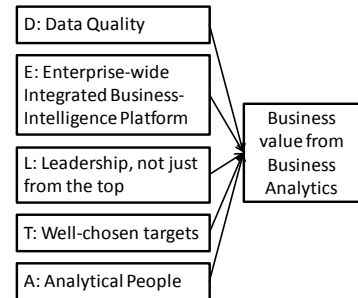 D: Data Quality
E: Enterprise-wide
Integrated Business-
Intelligence Platform
L: Leadership, not just
from the top
T: Well-chosen targets
A: Analytical People
Business
value from
Business
Analytics